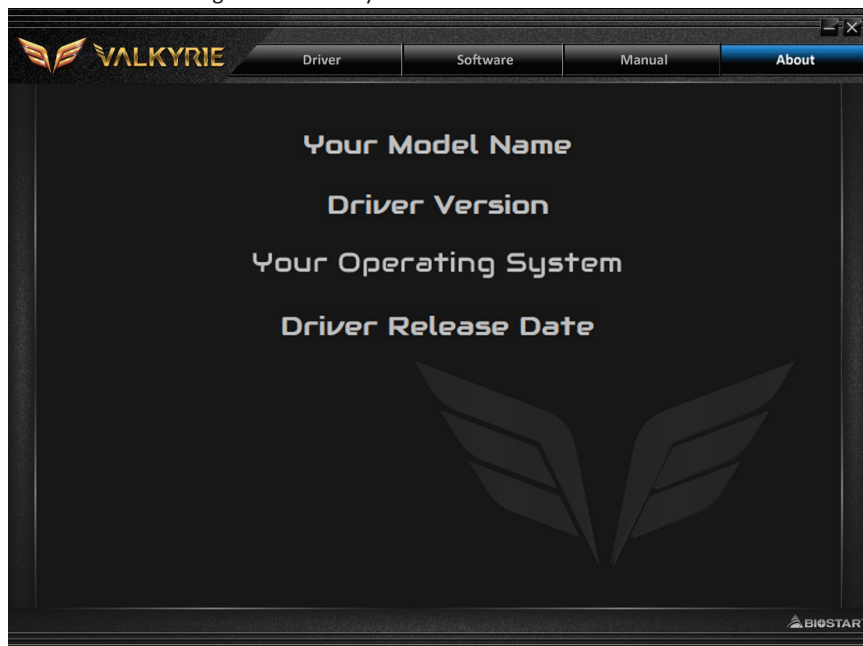 VALKYRIE
Driver
Software
Manual
About
Your Model Name
Driver Version
Your Operating System
Driver Release Date
BIOSTAR